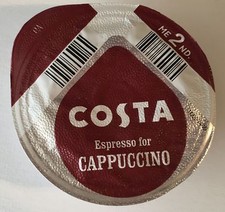 ME 2ND.
COSTA
Espresso for
CAPPUCCINO